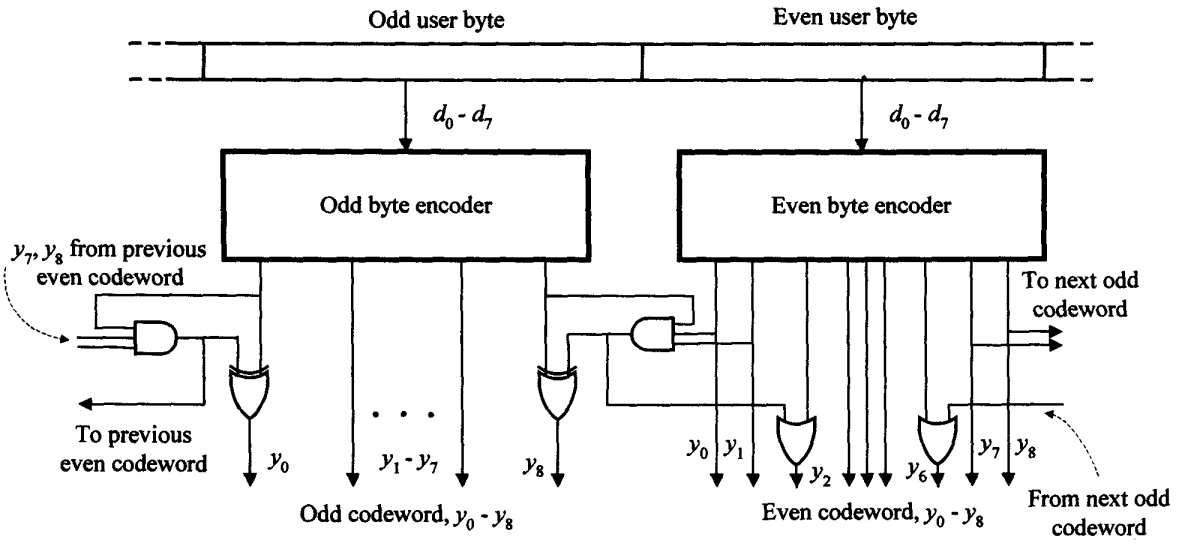 Odd user byte
Even user byte
d₀ - d₇
d₀ - d₇
Odd byte encoder
Even byte encoder
y₇, y₈ from previous
even codeword
To next odd
codeword
To previous
even codeword
y₀
. . .
y₁ - y₇
y₈
y₀
y₁
y₂
y₆
y₇
y₈
Odd codeword, y₀ - y₈
Even codeword, y₀ - y₈
From next odd
codeword